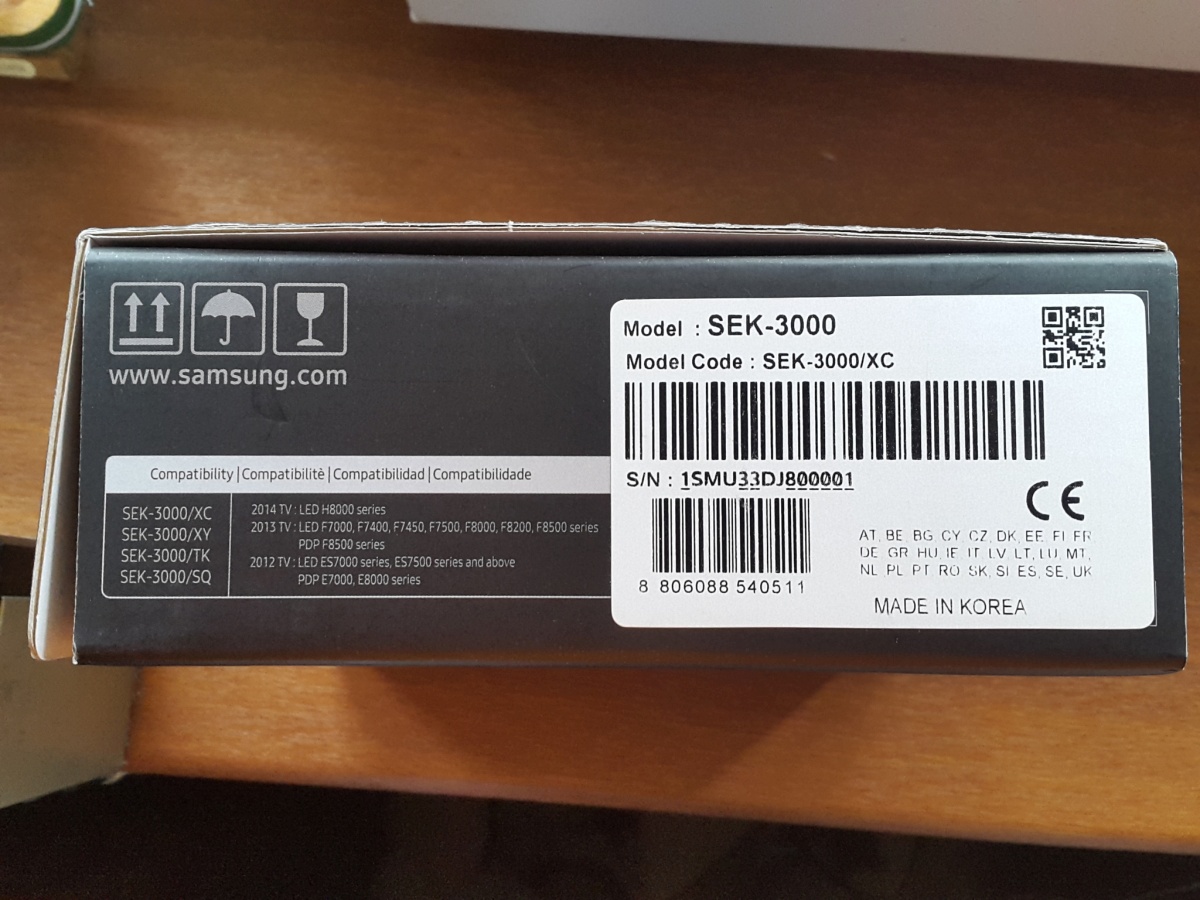 www.samsung.com
Compatibility | Compatibilité | Compatibilidad | Compatibilidade
SEK-3000/XC
SEK-3000/XY
SEK-3000/TK
SEK-3000/SQ
2014 TV : LED H8000 series
2013 TV : LED F7000, F7400, F7450, F7500, F8000, F8200, F8500 series
PDP F8500 series
2012 TV : LED ES7000 series, ES7500 series and above
PDP E7000, E8000 series
Model : SEK-3000
Model Code : SEK-3000/XC
S/N : 1SMU33DJ800001
8 806088 540511
CE
AT, BE, BG, CY, CZ, DK, EE, FI, FR,
DE, GR, HU, IE, IT, LV, LT, LU, MT,
NL, PL, PT, RO, SK, SI, ES, SE, UK
MADE IN KOREA